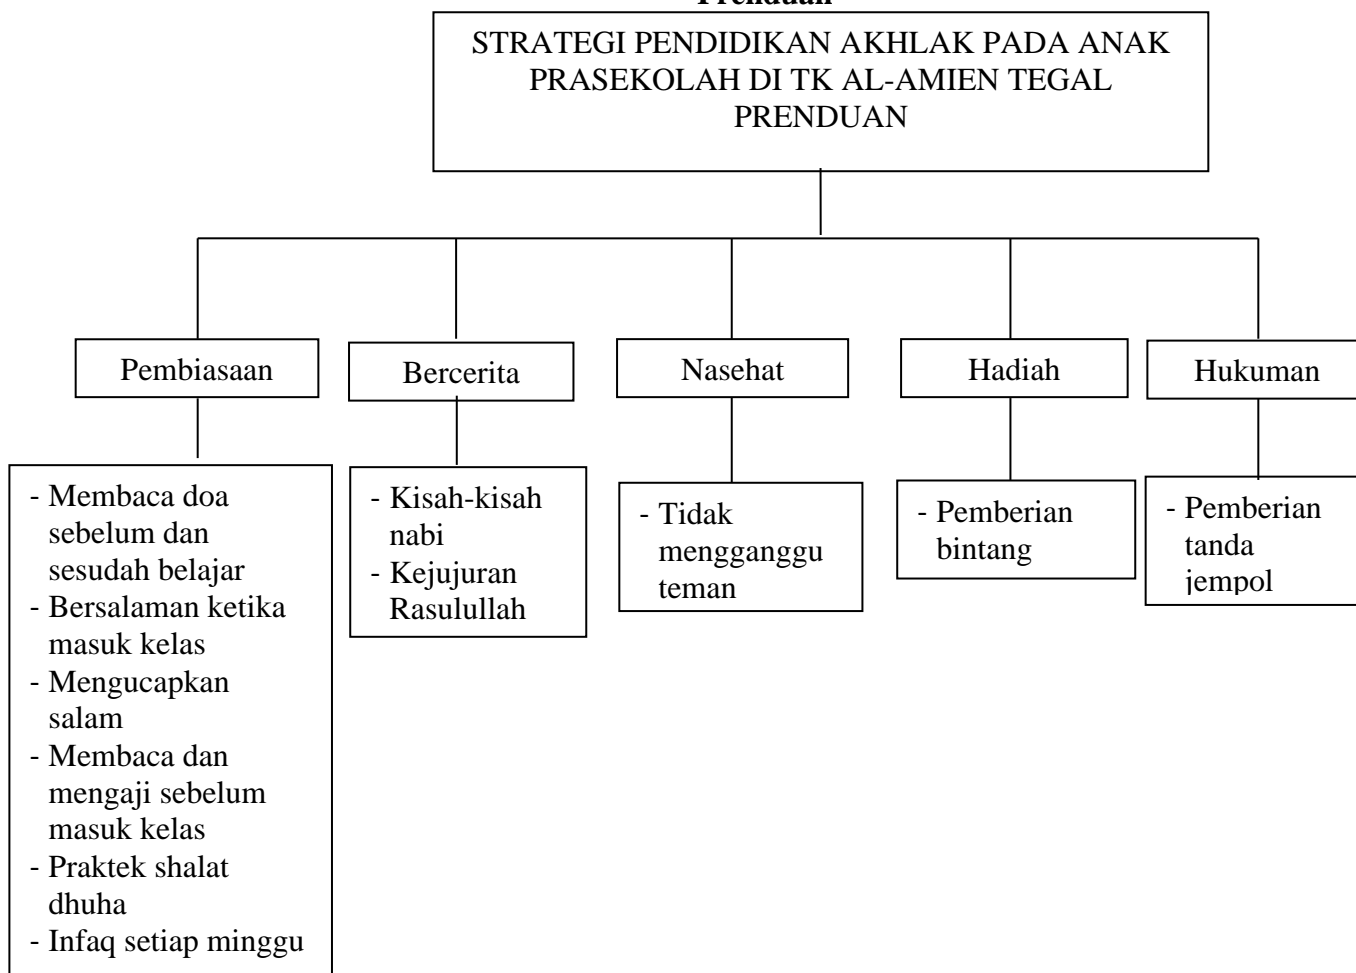 Prenduan
STRATEGI PENDIDIKAN AKHLAK PADA ANAK
PRASEKOLAH DI TK AL-AMIEN TEGAL
PRENDUAN
Pembiasaan
Bercerita
Nasehat
Hadiah
Hukuman
- Membaca doa
sebelum dan
sesudah belajar
- Bersalaman ketika
masuk kelas
- Mengucapkan
salam
- Membaca dan
mengaji sebelum
masuk kelas
- Praktek shalat
dhuha
- Infaq setiap minggu
- Kisah-kisah
nabi
- Kejujuran
Rasulullah
- Tidak
mengganggu
teman
- Pemberian
bintang
- Pemberian
tanda
jempol